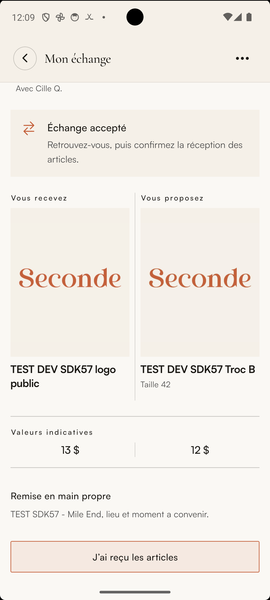 12:09
Mon échange
Avec Cille Q.
Échange accepté
Retrouvez-vous, puis confirmez la réception des
articles.
Vous recevez
Vous proposez
Seconde
Seconde
TEST DEV SDK57 logo
public
TEST DEV SDK57 Troc B
Taille 42
Valeurs indicatives
13 $
12 $
Remise en main propre
TEST SDK57 - Mile End, lieu et moment a convenir.
J'ai reçu les articles